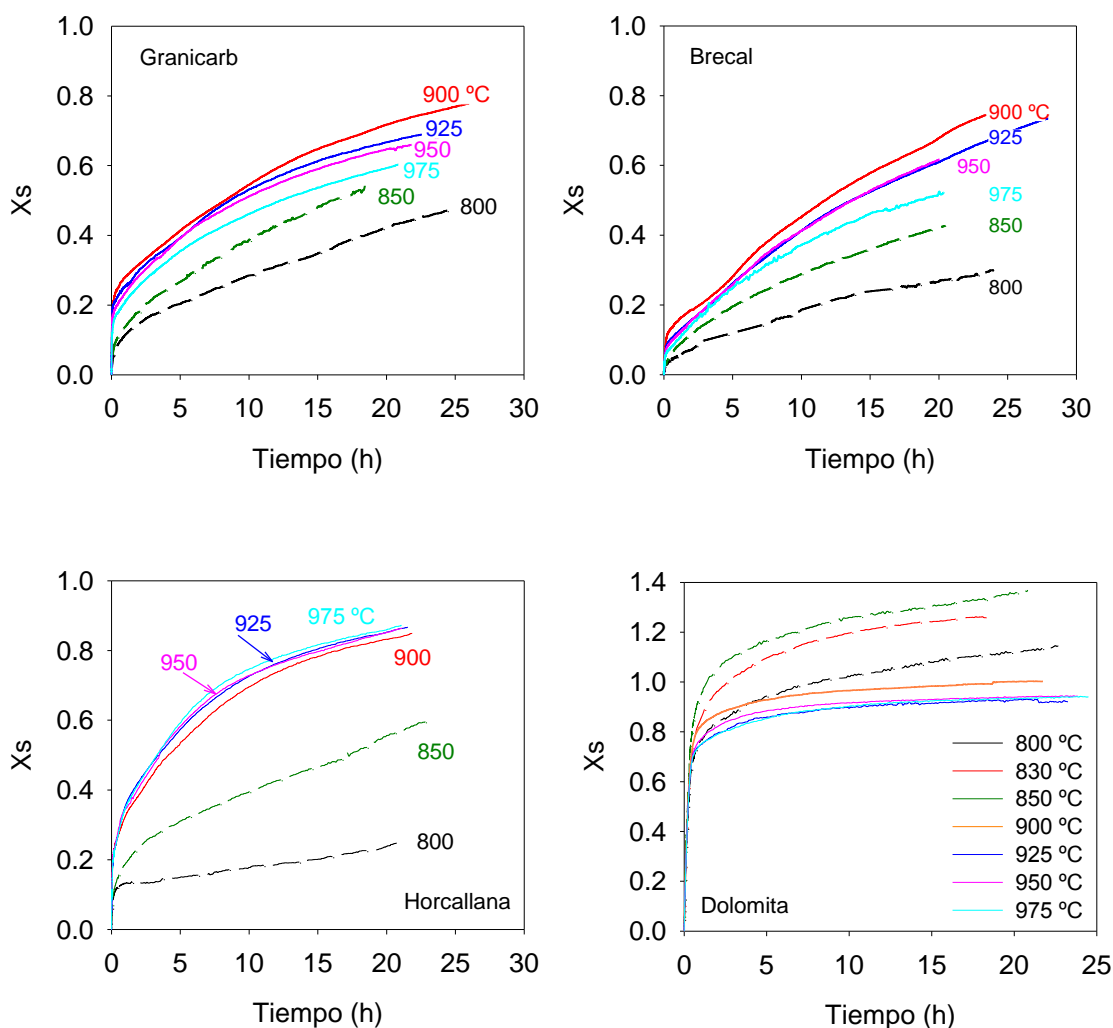 Granicarb
1.0
0.8
0.6
0.4
0.2
0.0
Xs
900 ºC
925
950
975
850
800
0 5 10 15 20 25 30
Tiempo (h)
Brecal
1.0
0.8
0.6
0.4
0.2
0.0
Xs
900 ºC
925
950
975
850
800
0 5 10 15 20 25 30
Tiempo (h)
1.0
0.8
0.6
0.4
0.2
0.0
Xs
975 ºC
925
950
900
850
800
Horcallana
0 5 10 15 20 25 30
Tiempo (h)
1.4
1.2
1.0
0.8
0.6
0.4
0.2
0.0
Xs
800 ºC
830 ºC
850 ºC
900 ºC
925 ºC
950 ºC
975 ºC
Dolomita
0 5 10 15 20 25
Tiempo (h)